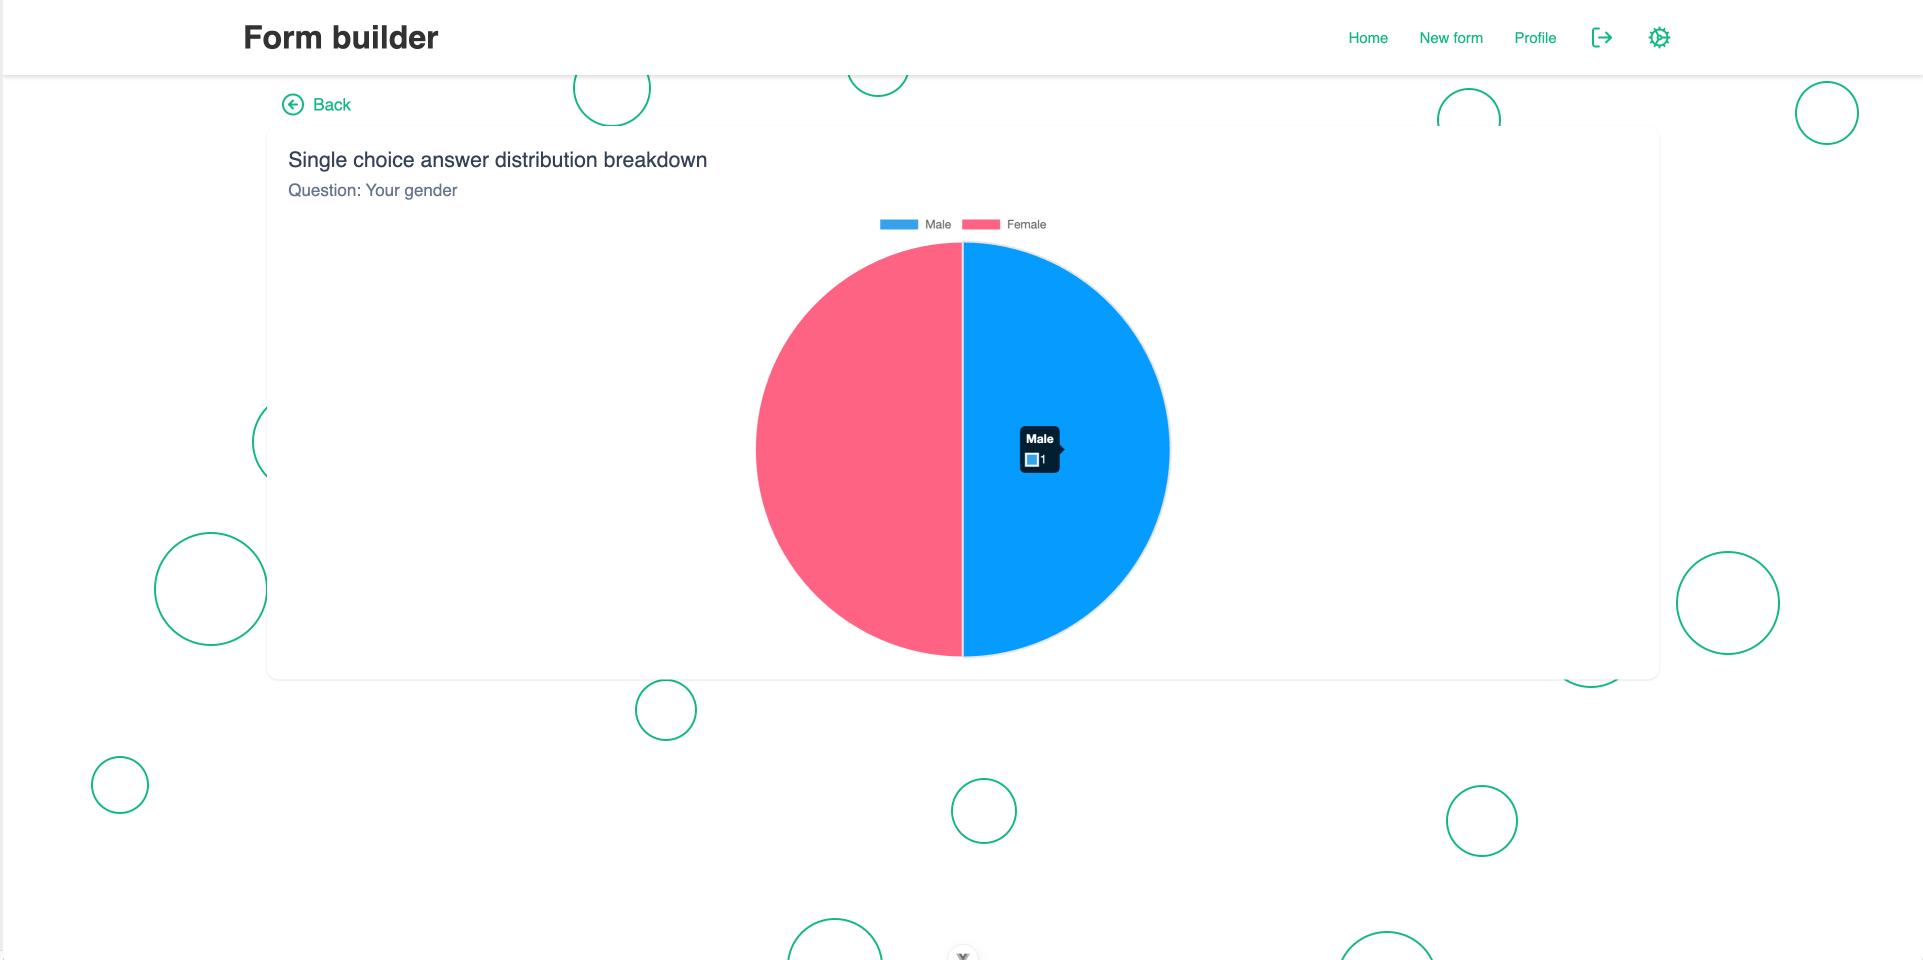 Form builder
Home New form Profile
Back
Single choice answer distribution breakdown
Question: Your gender
Male Female
Male
1